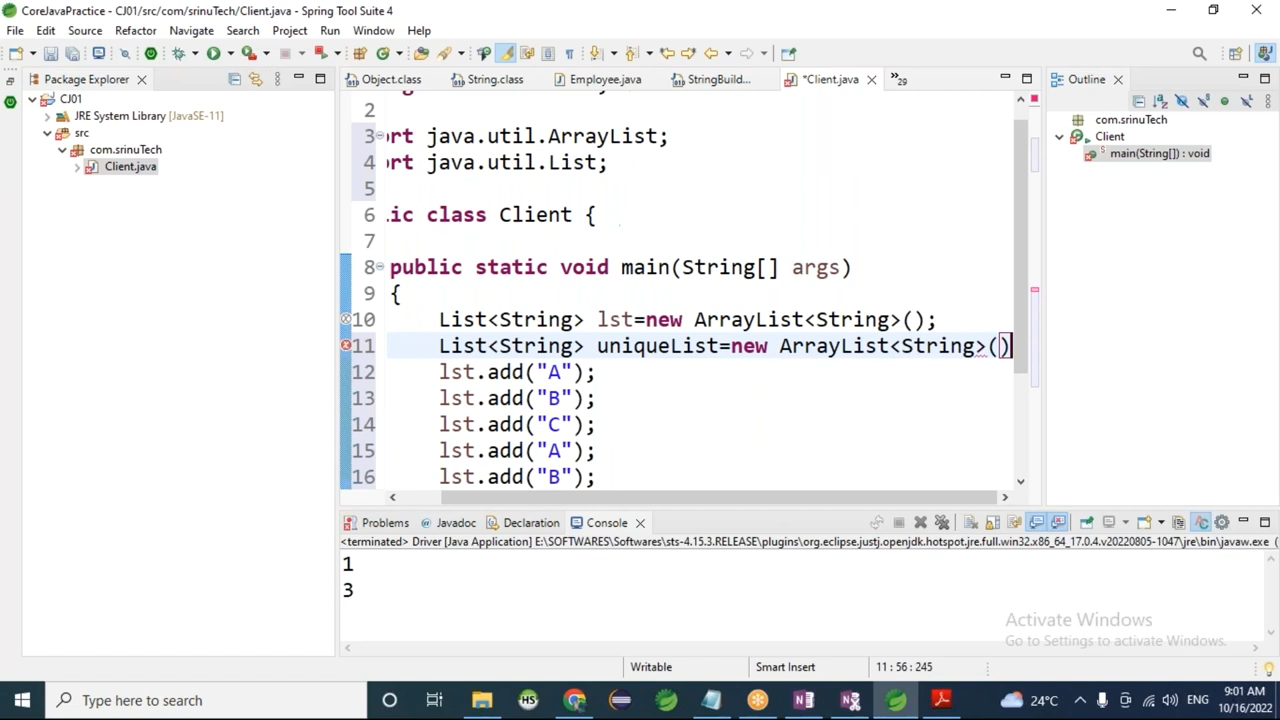 CoreJavaPractice - CJ01/src/com/srinuTech/Client.java - Spring Tool Suite 4
File Edit Source Refactor Navigate Search Project Run Window Help
Package Explorer
CJ01
JRE System Library [JavaSE-11]
src
com.srinuTech
Client.java
Object.class String.class Employee.java StringBuild... *Client.java 29
2
3 rt java.util.ArrayList;
4 rt java.util.List;
5
6 ic class Client {
7
8 public static void main(String[] args)
9 {
10 List<String> lst=new ArrayList<String>();
11 List<String> uniqueList=new ArrayList<String>()
12 lst.add("A");
13 lst.add("B");
14 lst.add("C");
15 lst.add("A");
16 lst.add("B");
Outline
com.srinuTech
Client
main(String[]) : void
Problems Javadoc Declaration Console
<terminated> Driver [Java Application] E:\SOFTWARES\Softwares\sts-4.15.3.RELEASE\plugins\org.eclipse.justj.openjdk.hotspot.jre.full.win32.x86_64_17.0.4.v20220805-1047\jre\bin\javaw.exe (
1
3
Activate Windows
Go to Settings to activate Windows.
Writable Smart Insert 11 : 56 : 245
Type here to search
24°C ENG 9:01 AM
10/16/2022